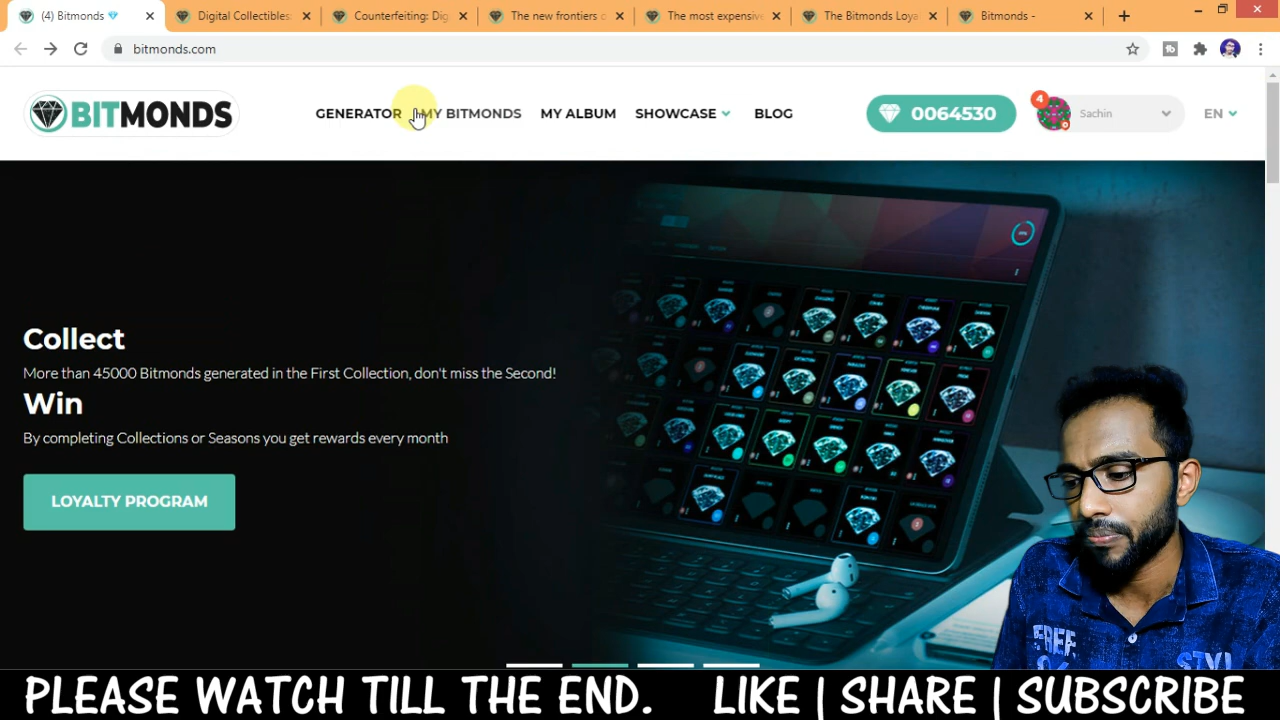 (4) Bitmonds
Digital Collectibles:
Counterfeiting: Dig
The new frontiers o
The most expensive
The Bitmonds Loya
Bitmonds -
bitmonds.com
BITMONDS
GENERATOR
MY BITMONDS
MY ALBUM
SHOWCASE
BLOG
0064530
4
Sachin
EN
Collect
More than 45000 Bitmonds generated in the First Collection, don't miss the Second!
Win
By completing Collections or Seasons you get rewards every month
LOYALTY PROGRAM
FREE
STYL
PLEASE WATCH TILL THE END. LIKE | SHARE | SUBSCRIBE